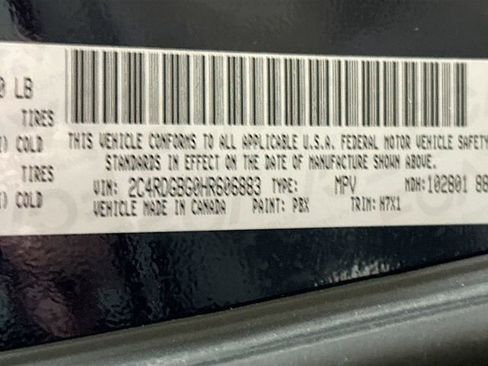 0 LB
TIRES
) COLD
TIRES
) COLD
THIS VEHICLE CONFORMS TO ALL APPLICABLE U.S.A. FEDERAL MOTOR VEHICLE SAFETY
STANDARDS IN EFFECT ON THE DATE OF MANUFACTURE SHOWN ABOVE.
VIN: 2C4RDGBG0HR606883 TYPE: MPV MDH:102801 88
VEHICLE MADE IN CANADA PAINT: PBX TRIM: H7X1